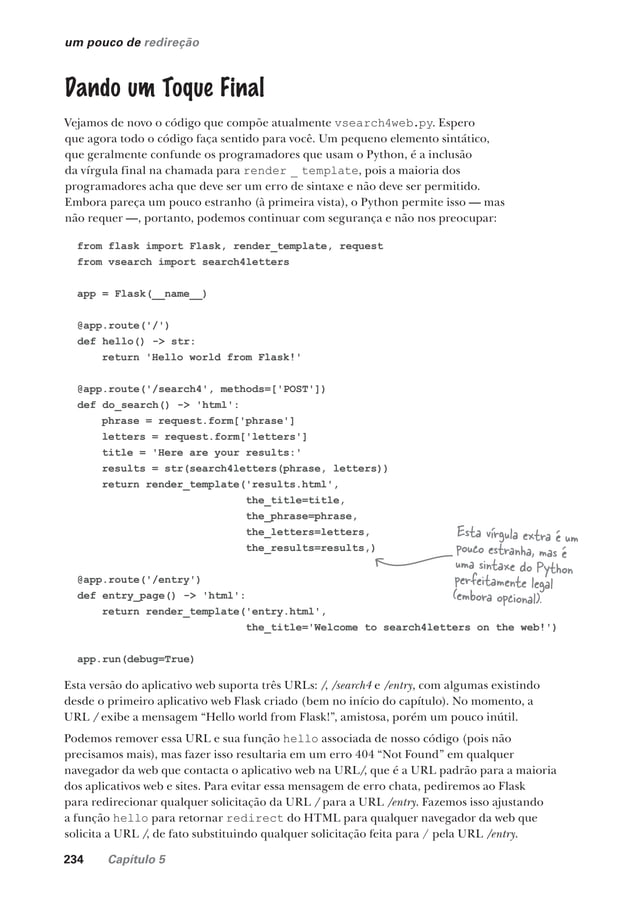 um pouco de redireção
Dando um Toque Final
Vejamos de novo o código que compõe atualmente vsearch4web.py. Espero
que agora todo o código faça sentido para você. Um pequeno elemento sintático,
que geralmente confunde os programadores que usam o Python, é a inclusão
da vírgula final na chamada para render _ template, pois a maioria dos
programadores acha que deve ser um erro de sintaxe e não deve ser permitido.
Embora pareça um pouco estranho (à primeira vista), o Python permite isso — mas
não requer —, portanto, podemos continuar com segurança e não nos preocupar:
from flask import Flask, render_template, request
from vsearch import search4letters
app = Flask(__name__)
@app.route('/')
def hello() -> str:
    return 'Hello world from Flask!'
@app.route('/search4', methods=['POST'])
def do_search() -> 'html':
    phrase = request.form['phrase']
    letters = request.form['letters']
    title = 'Here are your results:'
    results = str(search4letters(phrase, letters))
    return render_template('results.html',
                           the_title=title,
                           the_phrase=phrase,
                           the_letters=letters,
                           the_results=results,)
Esta vírgula extra é um
pouco estranha, mas é
uma sintaxe do Python
perfeitamente legal
(embora opcional).
@app.route('/entry')
def entry_page() -> 'html':
    return render_template('entry.html',
                           the_title='Welcome to search4letters on the web!')
app.run(debug=True)
Esta versão do aplicativo web suporta três URLs: /, /search4 e /entry, com algumas existindo
desde o primeiro aplicativo web Flask criado (bem no início do capítulo). No momento, a
URL / exibe a mensagem “Hello world from Flask!”, amistosa, porém um pouco inútil.
Podemos remover essa URL e sua função hello associada de nosso código (pois não
precisamos mais), mas fazer isso resultaria em um erro 404 “Not Found” em qualquer
navegador da web que contacta o aplicativo web na URL/, que é a URL padrão para a maioria
dos aplicativos web e sites. Para evitar essa mensagem de erro chata, pediremos ao Flask
para redirecionar qualquer solicitação da URL / para a URL /entry. Fazemos isso ajustando
a função hello para retornar redirect do HTML para qualquer navegador da web que
solicita a URL /, de fato substituindo qualquer solicitação feita para / pela URL /entry.
234 Capítulo 5